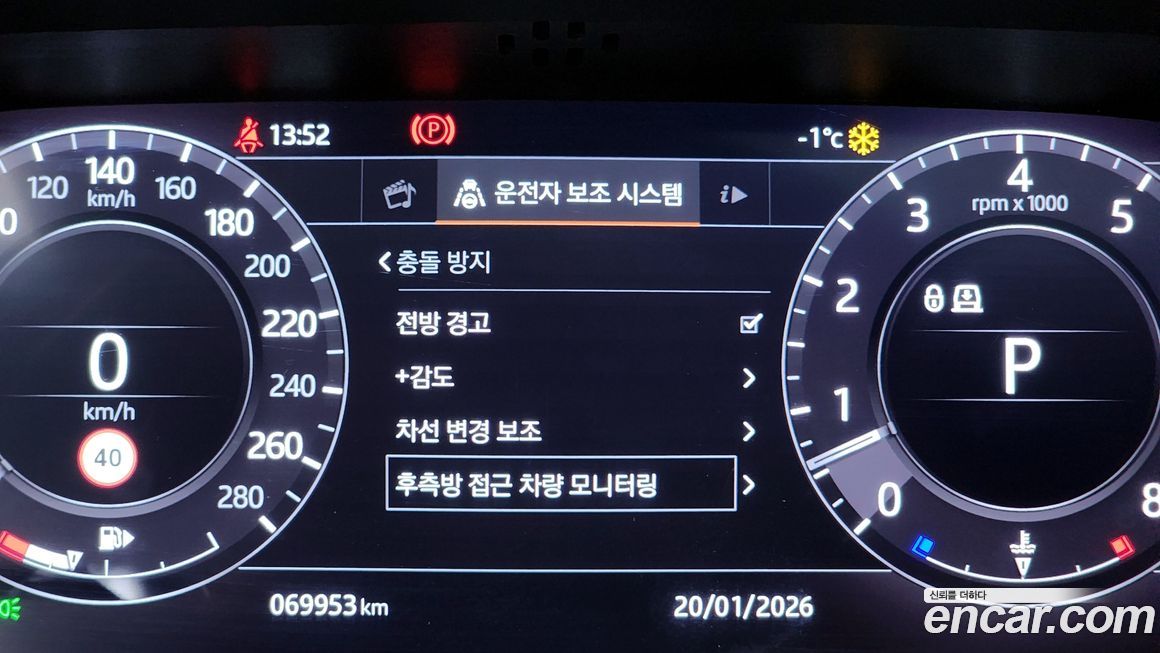 13:52
P
-1°c
120
140
160
km/h
180
200
220
240
260
280
0
0
km/h
40
운전자 보조 시스템
i
충돌 방지
전방 경고
+감도
차선 변경 보조
후측방 접근 차량 모니터링
4
rpm x 1000
3
5
2
1
0
8
P
069953 km
20/01/2026
신뢰를 더하다
encar.com